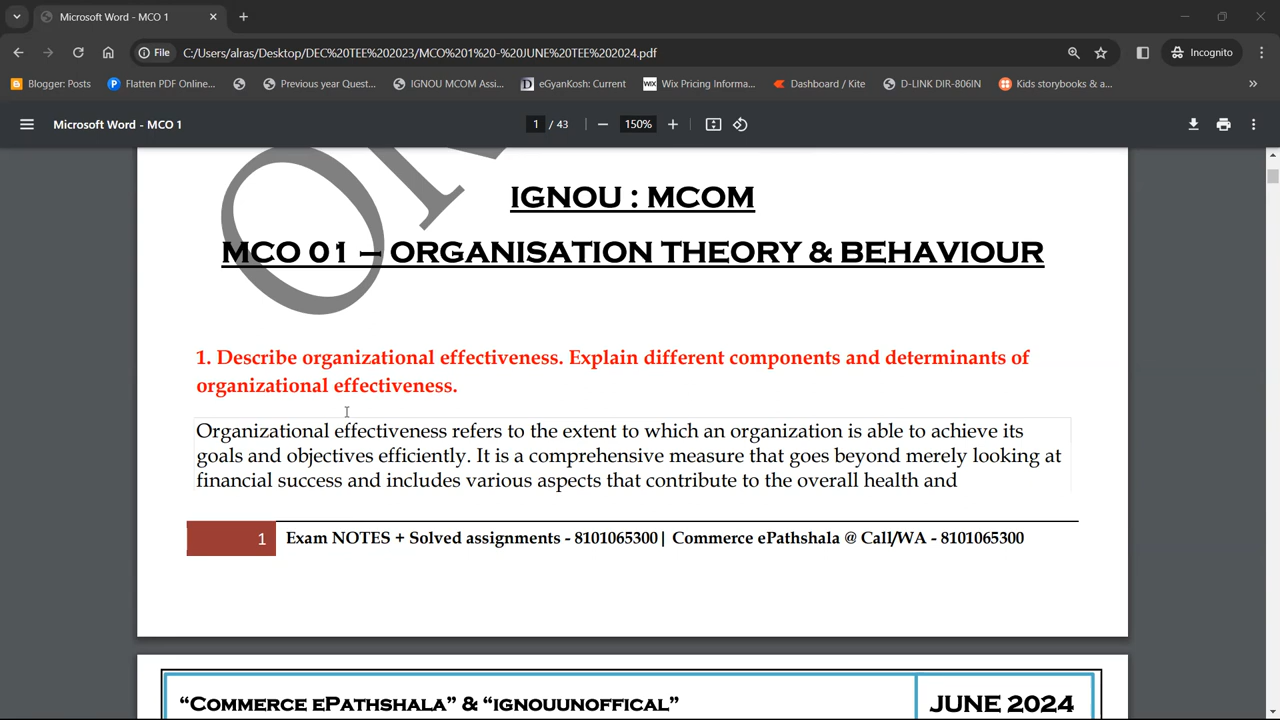 Microsoft Word - MCO 1
File
C:/Users/alras/Desktop/DEC%20TEE%202023/MCO%201%20-%20JUNE%20TEE%202024.pdf
Incognito
Blogger: Posts
Flatten PDF Online...
Previous year Quest...
IGNOU MCOM Assi...
eGyanKosh: Current
WIX
Wix Pricing Informa...
Dashboard / Kite
D-LINK DIR-806IN
Kids storybooks & a...
Microsoft Word - MCO 1
1 / 43
150%
IGNOU : MCOM
MCO 01 – ORGANISATION THEORY & BEHAVIOUR
1. Describe organizational effectiveness. Explain different components and determinants of
organizational effectiveness.
Organizational effectiveness refers to the extent to which an organization is able to achieve its
goals and objectives efficiently. It is a comprehensive measure that goes beyond merely looking at
financial success and includes various aspects that contribute to the overall health and
1
Exam NOTES + Solved assignments - 8101065300| Commerce ePathshala @ Call/WA - 8101065300
“COMMERCE EPATHSHALA” & “IGNOUUNOFFICAL”
JUNE 2024